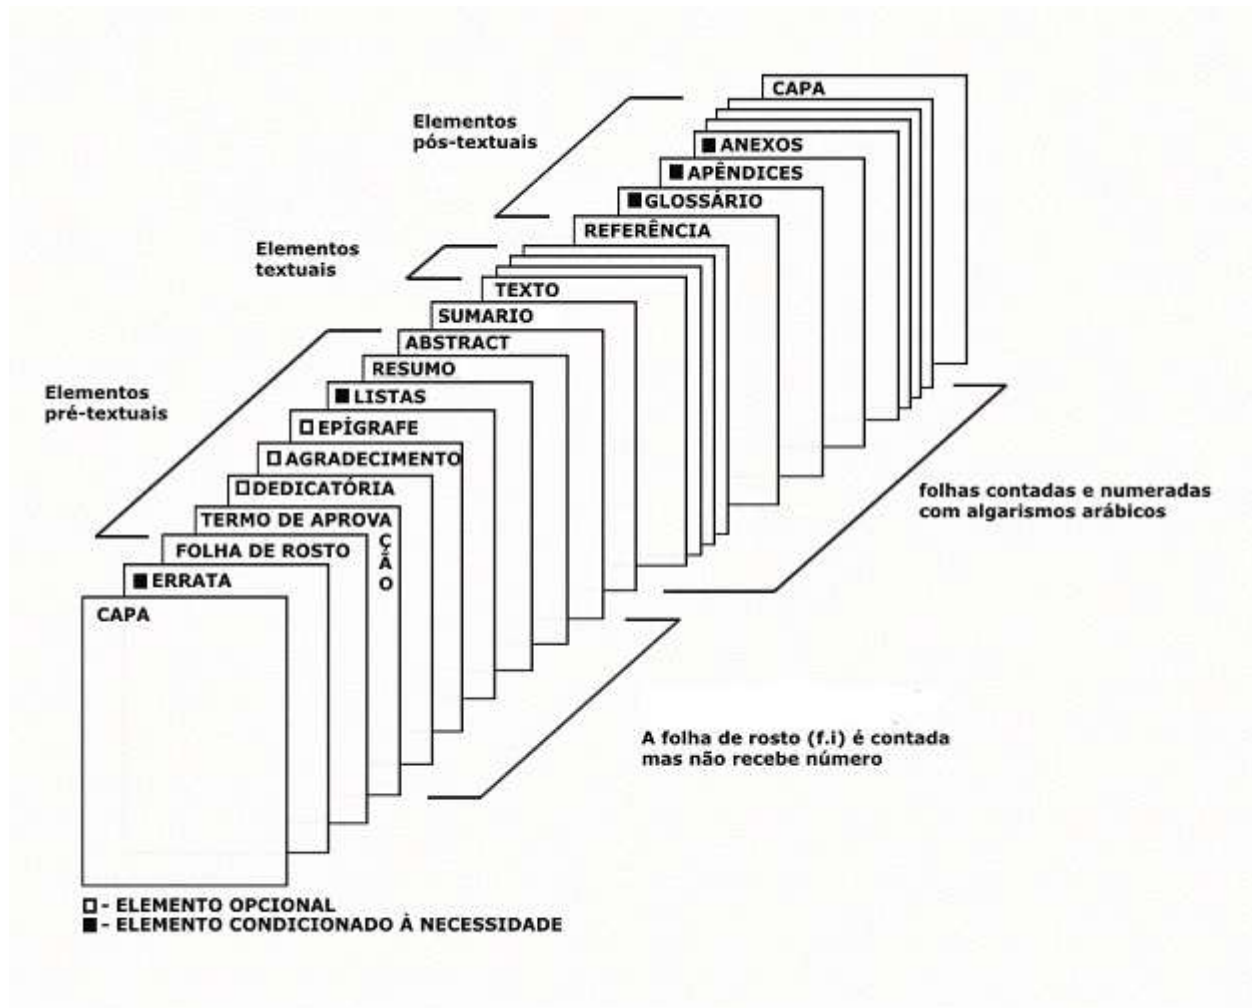 CAPA
Elementos
pós-textuais
■ ANEXOS
■ APÊNDICES
■ GLOSSÁRIO
REFERÊNCIA
Elementos
textuais
TEXTO
SUMARIO
ABSTRACT
RESUMO
Elementos
pré-textuais
■ LISTAS
□ EPÍGRAFE
□ AGRADECIMENTO
□ DEDICATÓRIA
TERMO DE APROVAÇÃO
FOLHA DE ROSTO
■ ERRATA
CAPA
folhas contadas e numeradas
com algarismos arábicos
A folha de rosto (f.i) é contada
mas não recebe número
□ - ELEMENTO OPCIONAL
■ - ELEMENTO CONDICIONADO À NECESSIDADE